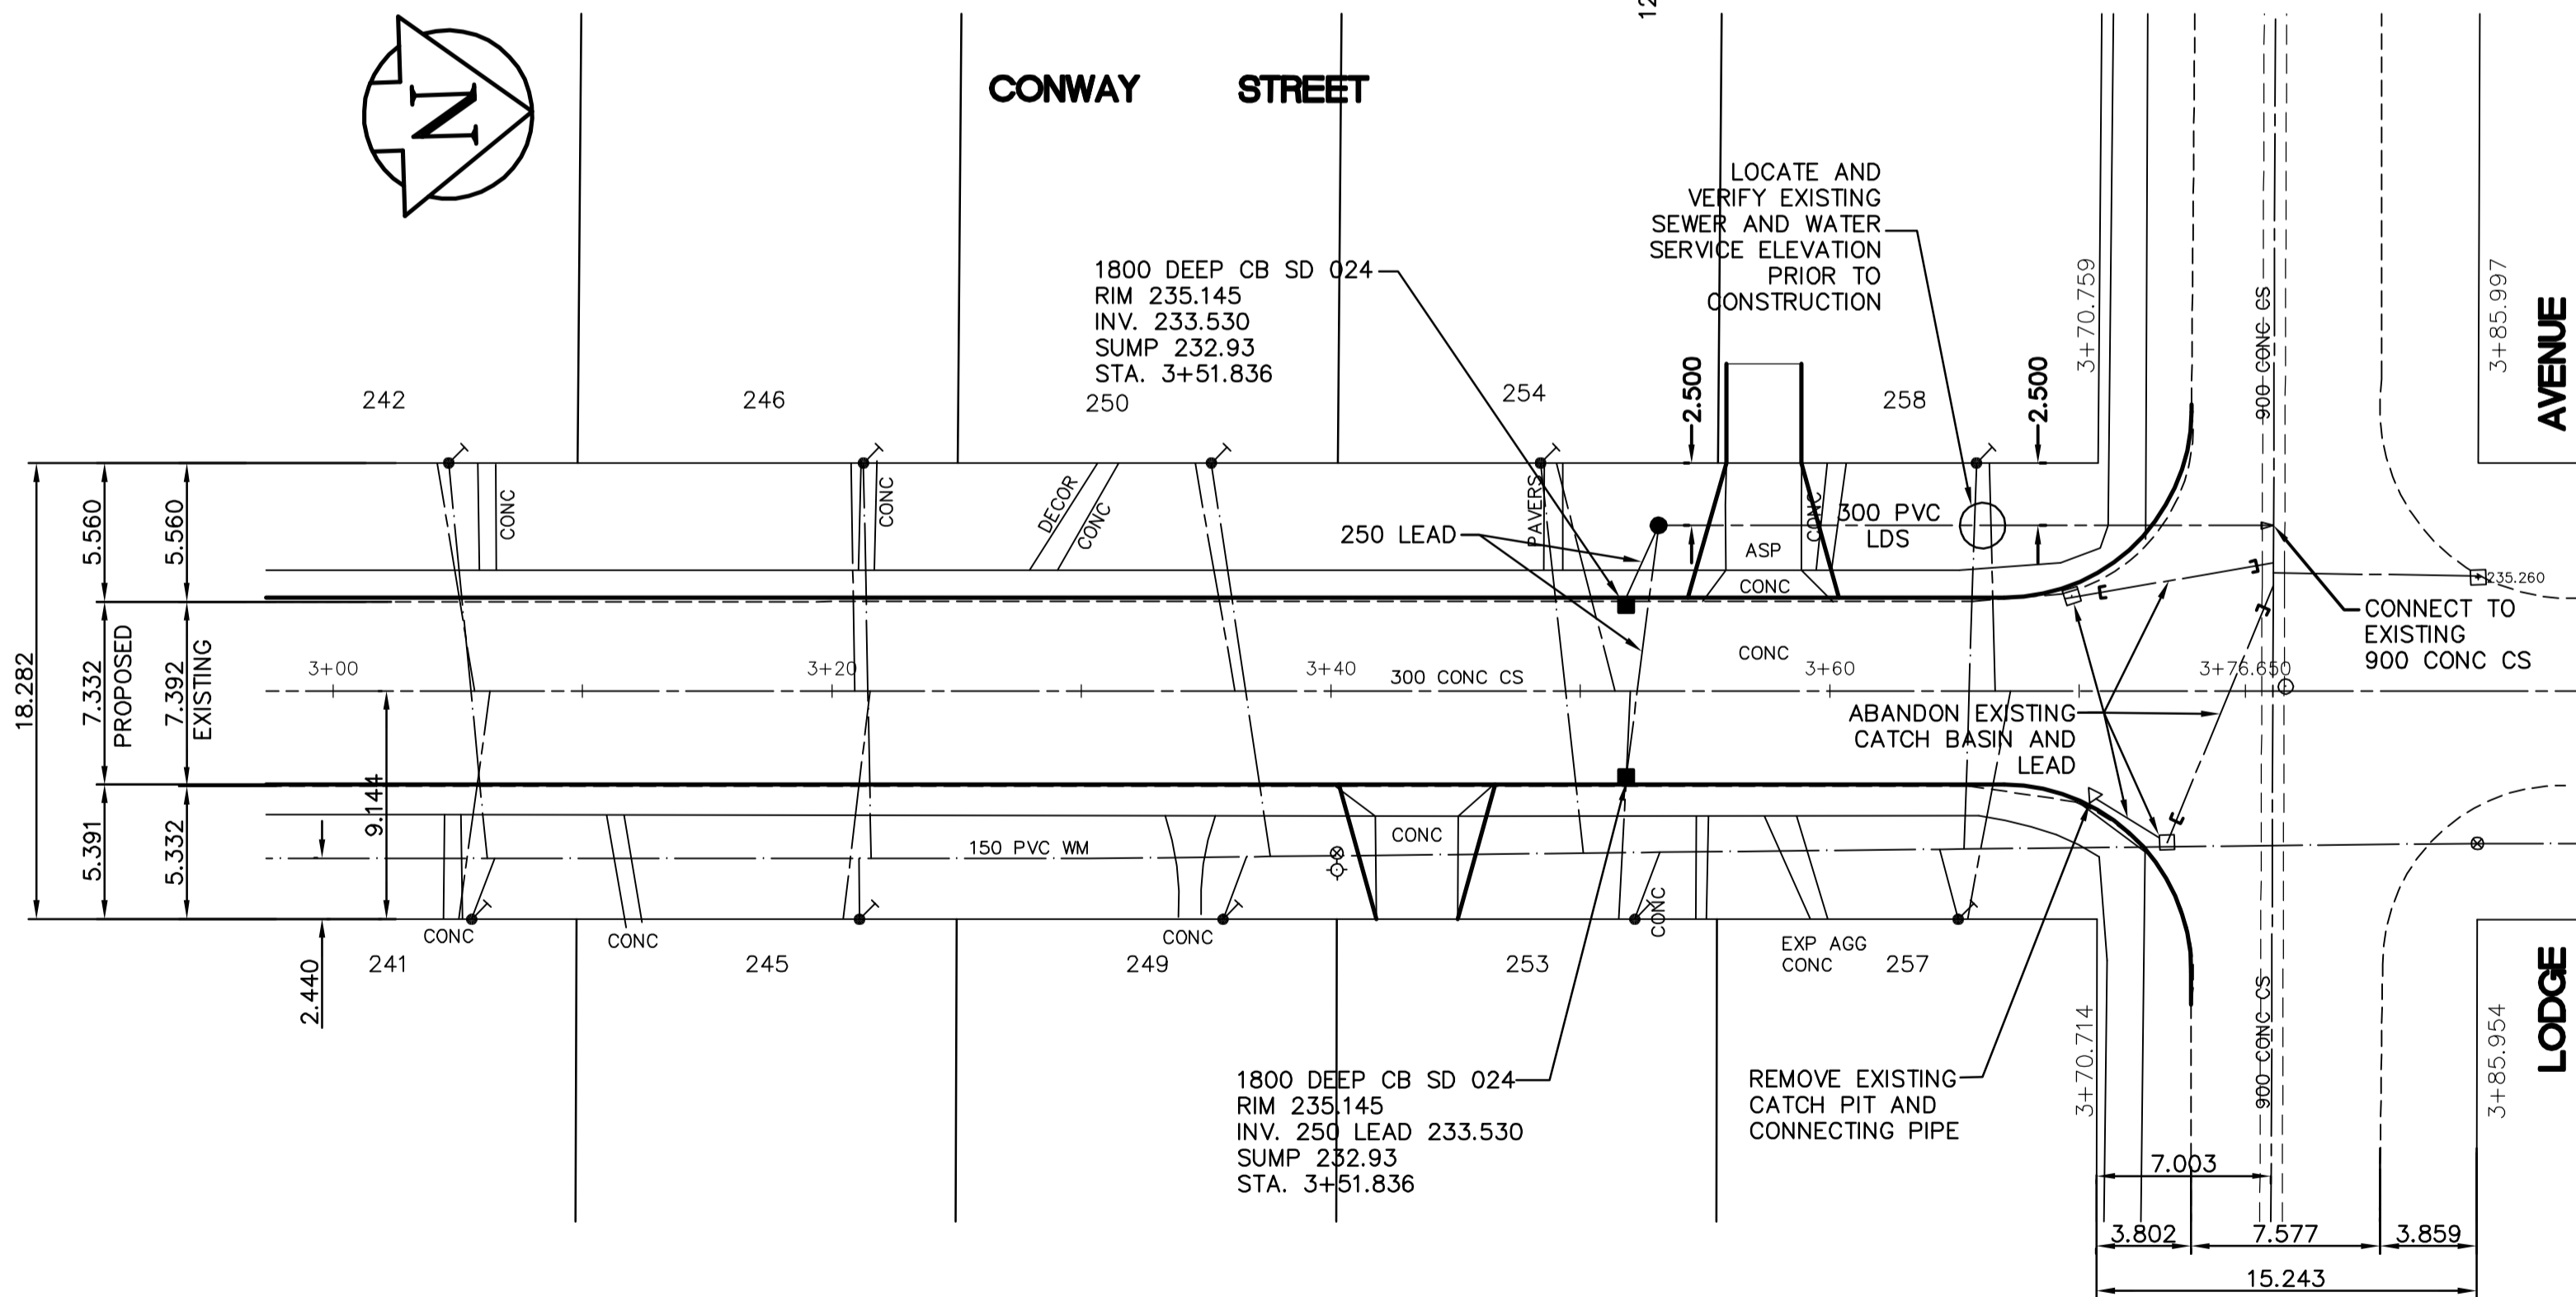 N
CONWAY STREET
12
LOCATE AND
VERIFY EXISTING
SEWER AND WATER
SERVICE ELEVATION
PRIOR TO
CONSTRUCTION
1800 DEEP CB SD 024
RIM 235.145
INV. 233.530
SUMP 232.93
STA. 3+51.836
242
246
250
254
258
2.500
2.500
3+70.759
900 CONC CS
3+85.997
AVENUE
18.282
5.560
5.560
7.332
PROPOSED
7.392
EXISTING
5.391
5.332
9.144
2.440
CONC
CONC
DECOR
CONC
PAVERS
250 LEAD
ASP
CONC
CONC
300 PVC
LDS
235.260
CONNECT TO
EXISTING
900 CONC CS
3+00
3+20
3+40
300 CONC CS
CONC
3+60
3+76.650
ABANDON EXISTING
CATCH BASIN AND
LEAD
150 PVC WM
CONC
CONC
CONC
CONC
CONC
EXP AGG
CONC
241
245
249
253
257
1800 DEEP CB SD 024
RIM 235.145
INV. 250 LEAD 233.530
SUMP 232.93
STA. 3+51.836
REMOVE EXISTING
CATCH PIT AND
CONNECTING PIPE
3+70.714
900 CONC CS
3+85.954
LODGE
7.003
3.802
7.577
3.859
15.243